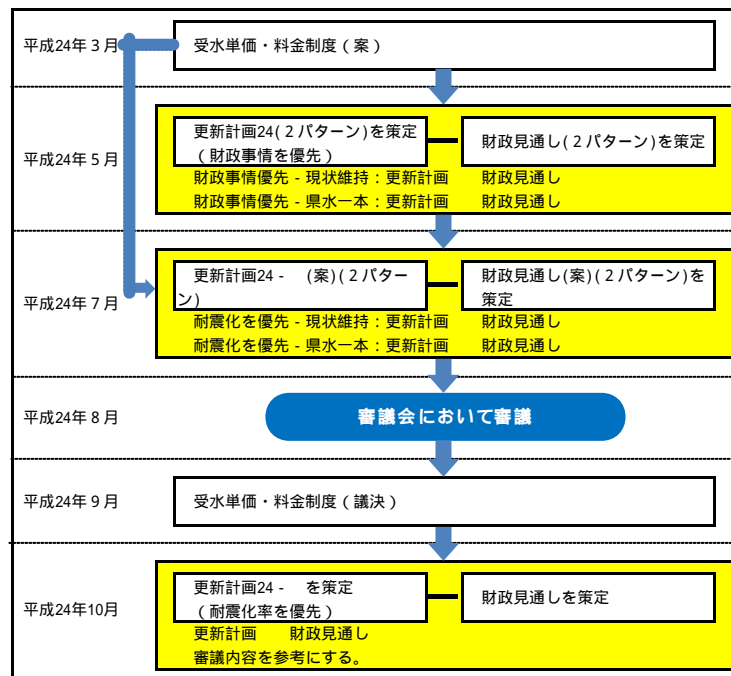 平成24年3月
受水単価・料金制度（案）
平成24年5月
更新計画24(２パターン)を策定
（財政事情を優先）
財政見通し(２パターン)を策定
財政事情優先 - 現状維持：更新計画　　財政見通し
財政事情優先 - 県水一本：更新計画　　財政見通し
平成24年7月
更新計画24 -　(案)(２パター
ン)
財政見通し(案)(２パターン)を
策定
耐震化を優先 - 現状維持：更新計画　　財政見通し
耐震化を優先 - 県水一本：更新計画　　財政見通し
平成24年8月
審議会において審議
平成24年9月
受水単価・料金制度（議決）
平成24年10月
更新計画24 -　を策定
（耐震化率を優先）
財政見通しを策定
更新計画　　財政見通し
審議内容を参考にする。